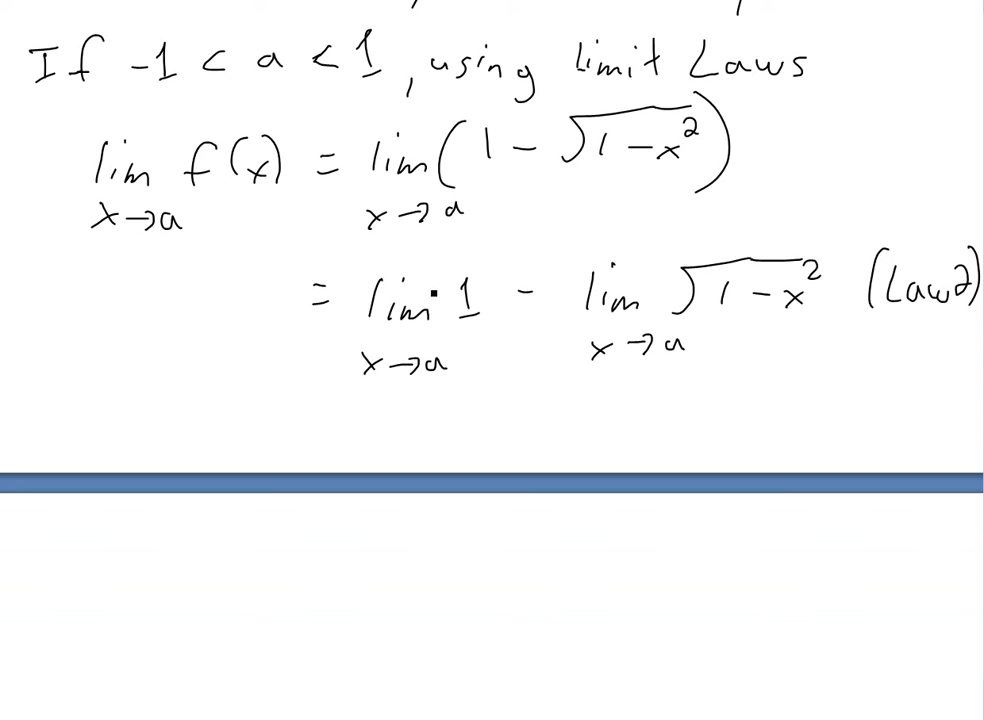 If -1 < a < 1, using Limit Laws
lim f(x) = lim (1 - √(1-x²))
x→a x→a
= lim 1 - lim √(1-x²) (Law 2)
x→a x→a